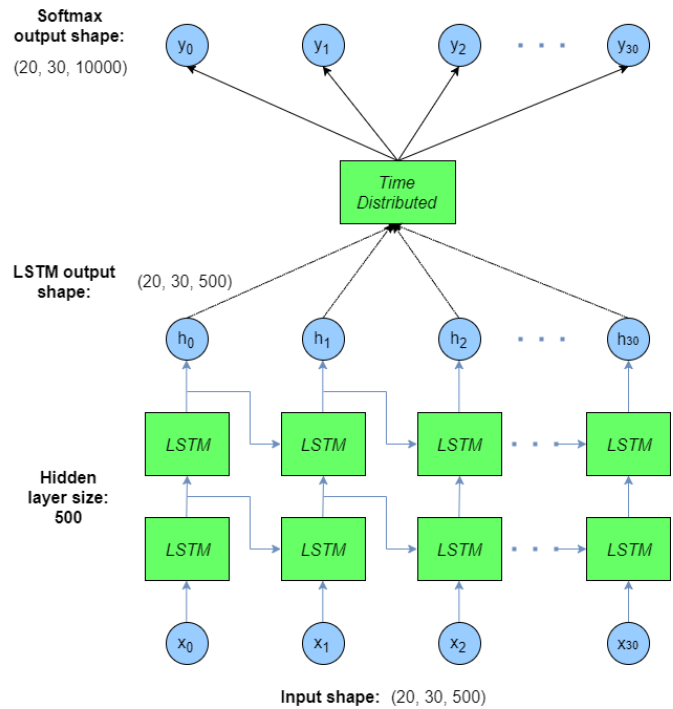 Softmax
output shape:
(20, 30, 10000)
y0 y1 y2 y30
Time
Distributed
LSTM output
shape:
(20, 30, 500)
h0 h1 h2 h30
LSTM LSTM LSTM LSTM
Hidden
layer size:
500
LSTM LSTM LSTM LSTM
x0 x1 x2 x30
Input shape: (20, 30, 500)